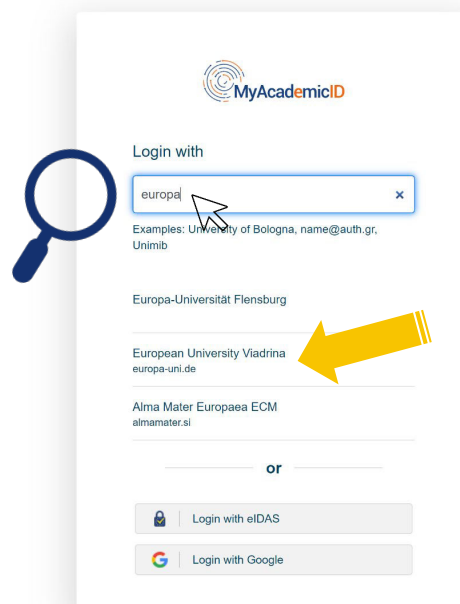 MyAcademicID
Login with
europa
Examples: University of Bologna, name@auth.gr,
Unimib
Europa-Universität Flensburg
European University Viadrina
europa-uni.de
Alma Mater Europaea ECM
almamater.si
or
Login with eIDAS
Login with Google